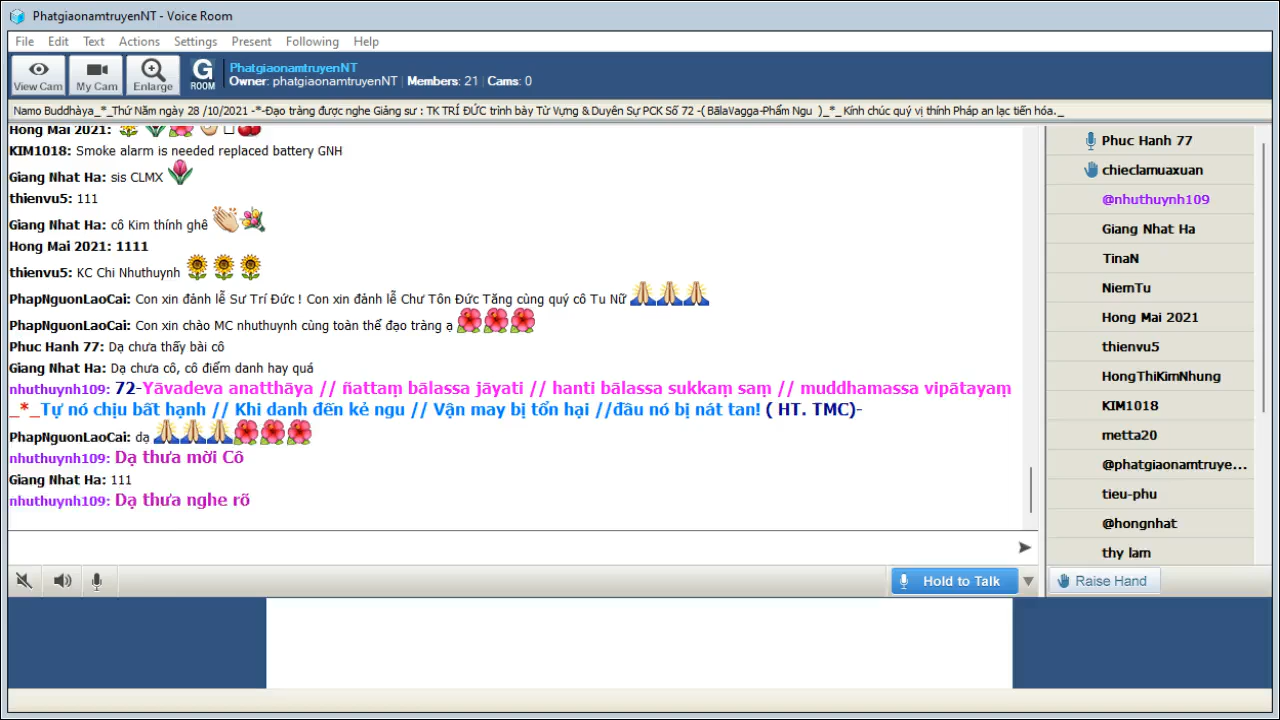 PhatgiaonamtruyenNT - Voice Room
File Edit Text Actions Settings Present Following Help
View Cam My Cam Enlarge G ROOM
PhatgiaonamtruyenNT
Owner: phatgiaonamtruyenNT | Members: 21 | Cams: 0
Namo Buddhàya_*_Thứ Năm ngày 28 /10/2021 -*-Đạo tràng được nghe Giảng sư : TK TRÍ ĐỨC trình bày Từ Vựng & Duyên Sự PCK Số 72 -( BãlaVagga-Phẩm Ngu )_*_ Kính chúc quý vị thính Pháp an lạc tiến hóa._
Hong Mai 2021:
KIM1018: Smoke alarm is needed replaced battery GNH
Giang Nhat Ha: sis CLMX
thienvu5: 111
Giang Nhat Ha: cô Kim thính ghê
Hong Mai 2021: 1111
thienvu5: KC Chi Nhuthuynh
PhapNguonLaoCai: Con xin đảnh lễ Sư Trí Đức ! Con xin đảnh lễ Chư Tôn Đức Tăng cùng quý cô Tu Nữ
PhapNguonLaoCai: Con xin chào MC nhuthuynh cùng toàn thể đạo tràng ạ
Phuc Hanh 77: Dạ chưa thấy bài cô
Giang Nhat Ha: Dạ chưa cô, cô điểm danh hay quá
nhuthuynh109: 72-Yāvadeva anatthāya // ñattaṃ bālassa jāyati // hanti bālassa sukkaṃ saṃ // muddhamassa vipātayaṃ
_*_Tự nó chịu bất hạnh // Khi danh đến kẻ ngu // Vận may bị tổn hại //đầu nó bị nát tan! ( HT. TMC)-
PhapNguonLaoCai: dạ
nhuthuynh109: Dạ thưa mời Cô
Giang Nhat Ha: 111
nhuthuynh109: Dạ thưa nghe rõ
Hold to Talk
Phuc Hanh 77
chieclamuaxuan
@nhuthuynh109
Giang Nhat Ha
TinaN
NiemTu
Hong Mai 2021
thienvu5
HongThiKimNhung
KIM1018
metta20
@phatgiaonamtruye...
tieu-phu
@hongnhat
thy lam
Raise Hand